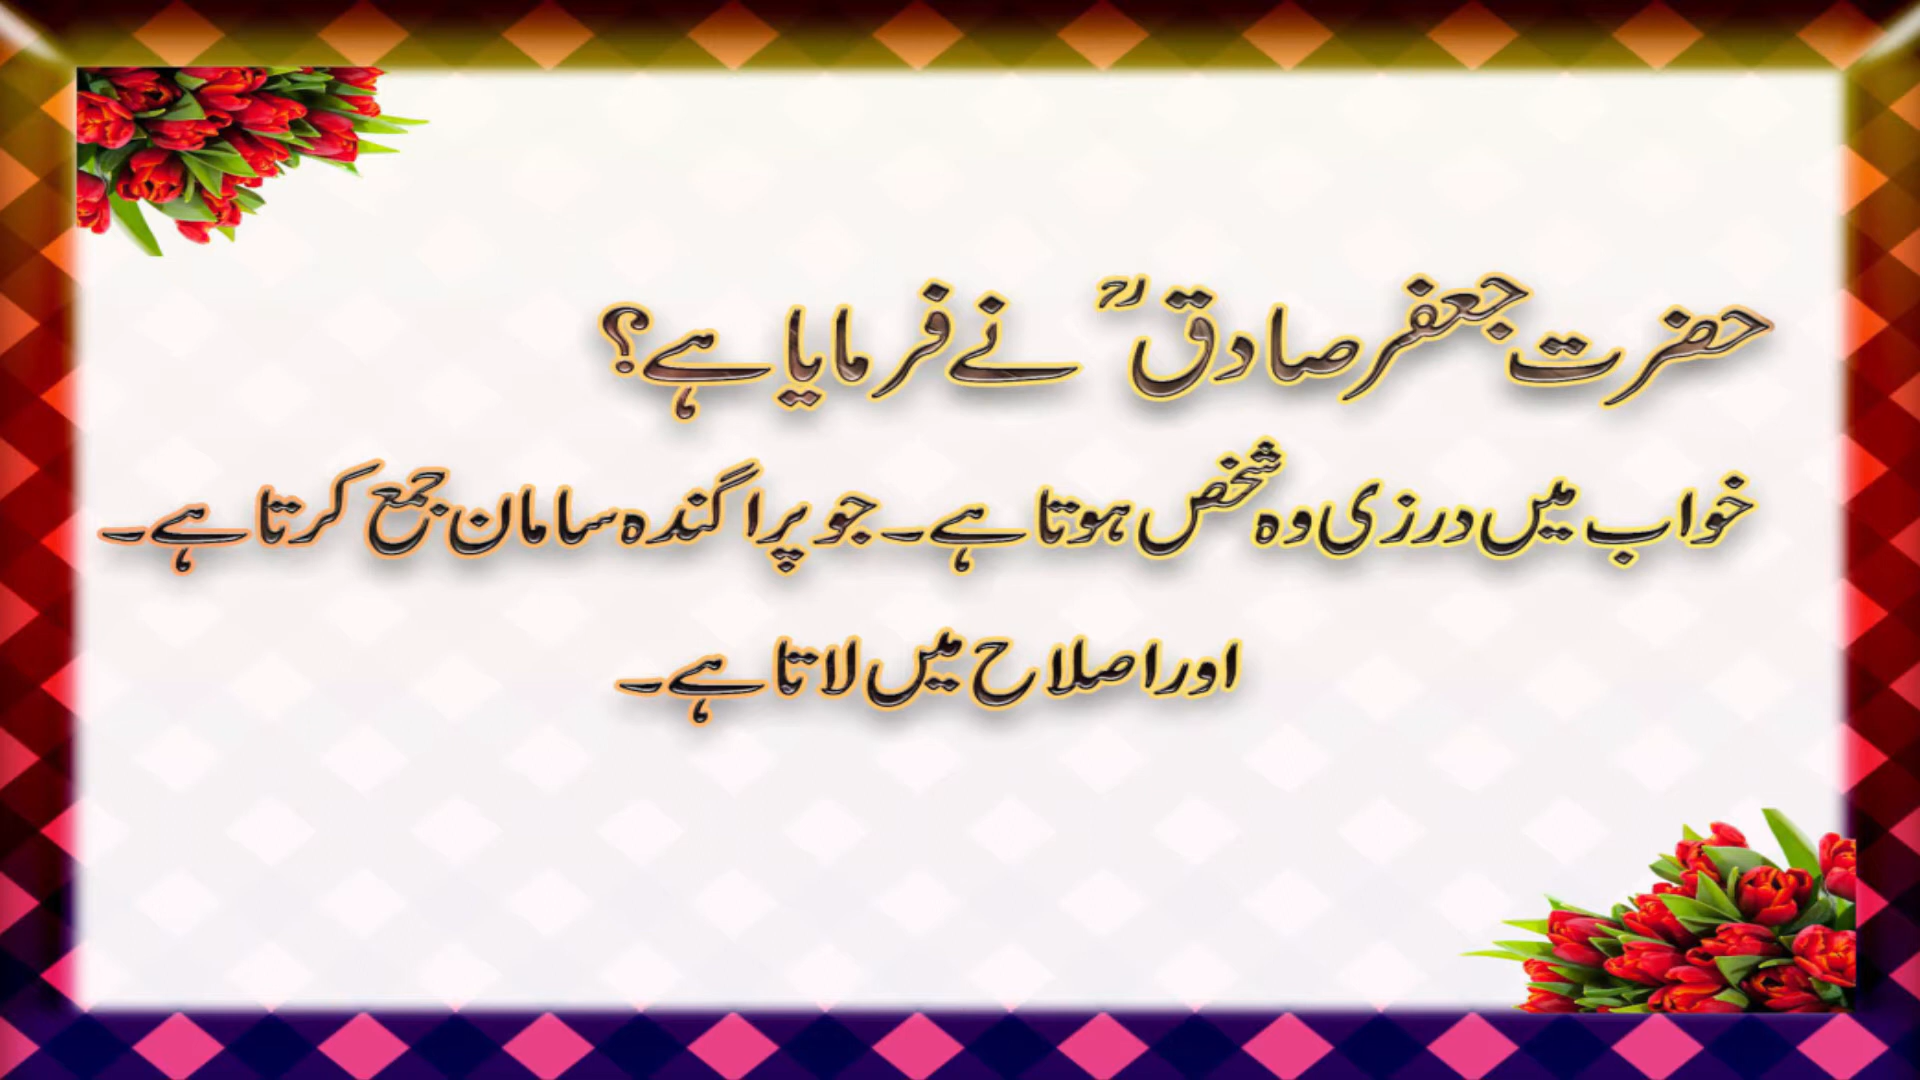 حضرت جعفر صادق ؒ نے فرمایا ہے؟
خواب میں درزی وہ شخص ہوتا ہے۔ جو پراگندہ سامان جمع کرتا ہے۔
اور اصلاح میں لاتا ہے۔